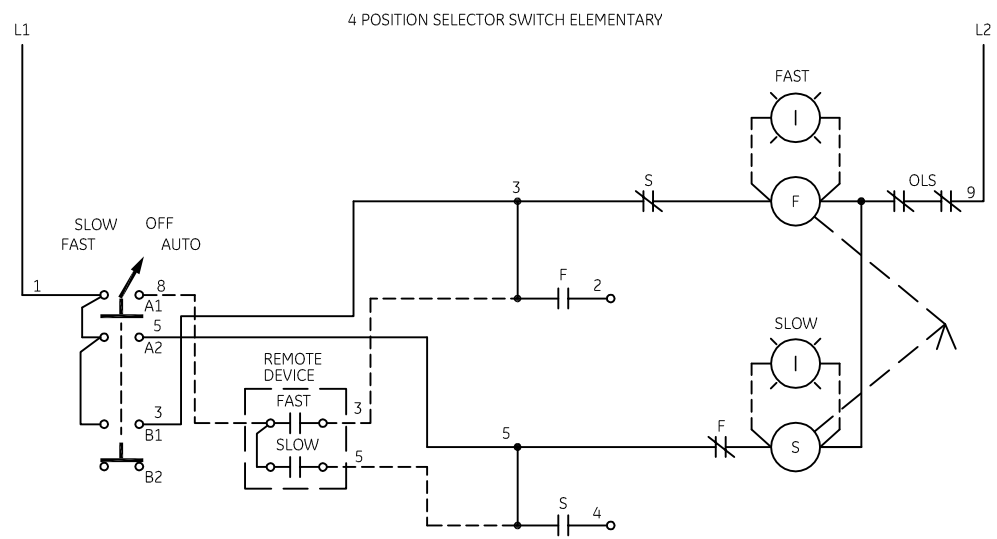 4 POSITION SELECTOR SWITCH ELEMENTARY
L1
L2
FAST
I
OLS
3
S
F
9
SLOW
OFF
FAST
AUTO
F
2
1
8
A1
5
A2
SLOW
I
REMOTE
DEVICE
FAST
3
3
B1
SLOW
5
F
5
S
B2
S
4